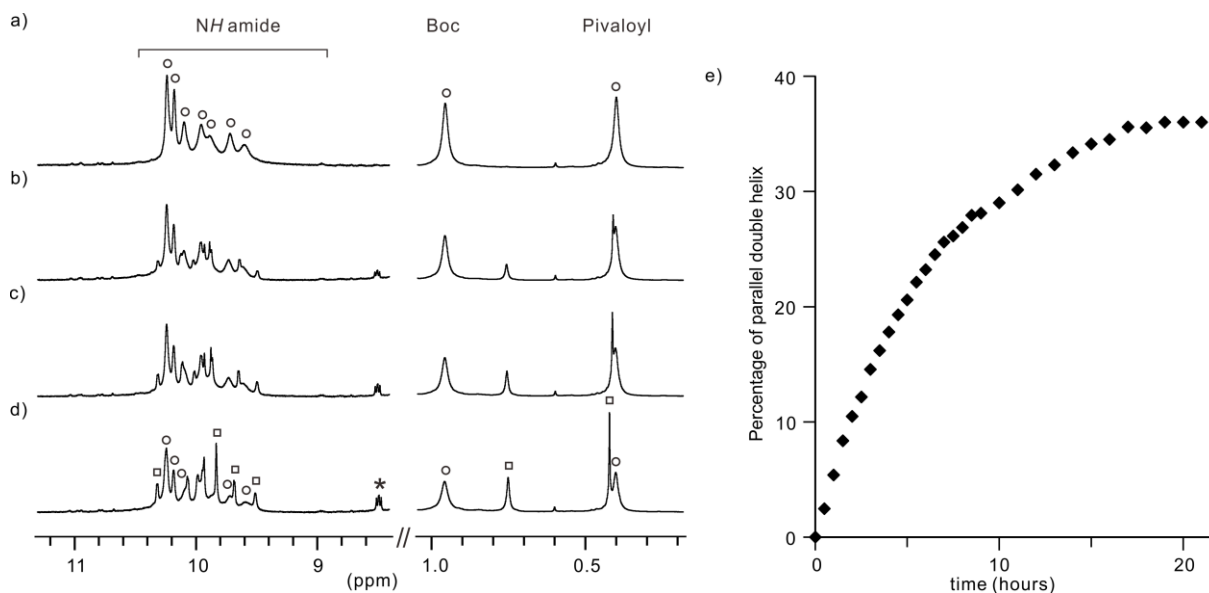 a) NH amide Boc Pivaloyl
b)
c)
d)
*
11 10 9 // 1.0 0.5
(ppm)
e)
Percentage of parallel double helix
40
30
20
10
0
0 10 20
time (hours)